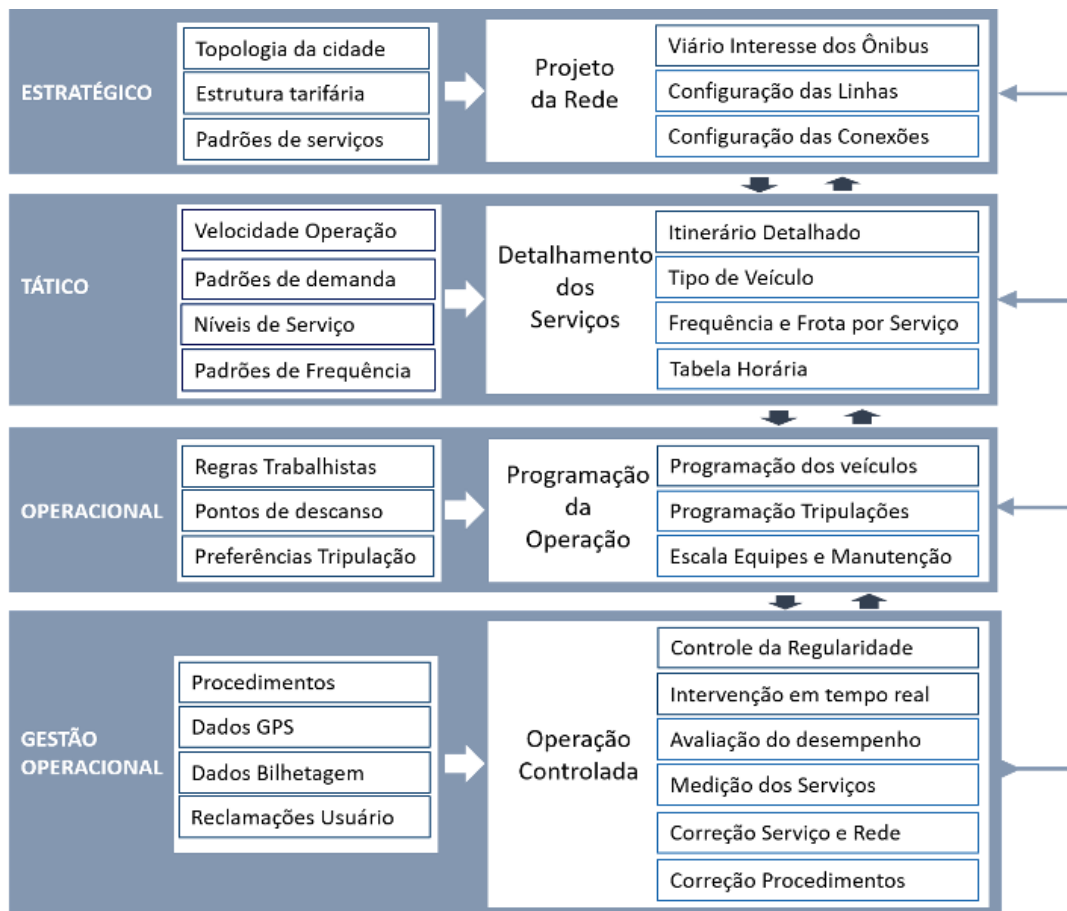 ESTRATÉGICO
Topologia da cidade
Estrutura tarifária
Padrões de serviços
Projeto
da Rede
Viário Interesse dos Ônibus
Configuração das Linhas
Configuração das Conexões
TÁTICO
Velocidade Operação
Padrões de demanda
Níveis de Serviço
Padrões de Frequência
Detalhamento
dos
Serviços
Itinerário Detalhado
Tipo de Veículo
Frequência e Frota por Serviço
Tabela Horária
OPERACIONAL
Regras Trabalhistas
Pontos de descanso
Preferências Tripulação
Programação
da
Operação
Programação dos veículos
Programação Tripulações
Escala Equipes e Manutenção
GESTÃO
OPERACIONAL
Procedimentos
Dados GPS
Dados Bilhetagem
Reclamações Usuário
Operação
Controlada
Controle da Regularidade
Intervenção em tempo real
Avaliação do desempenho
Medição dos Serviços
Correção Serviço e Rede
Correção Procedimentos